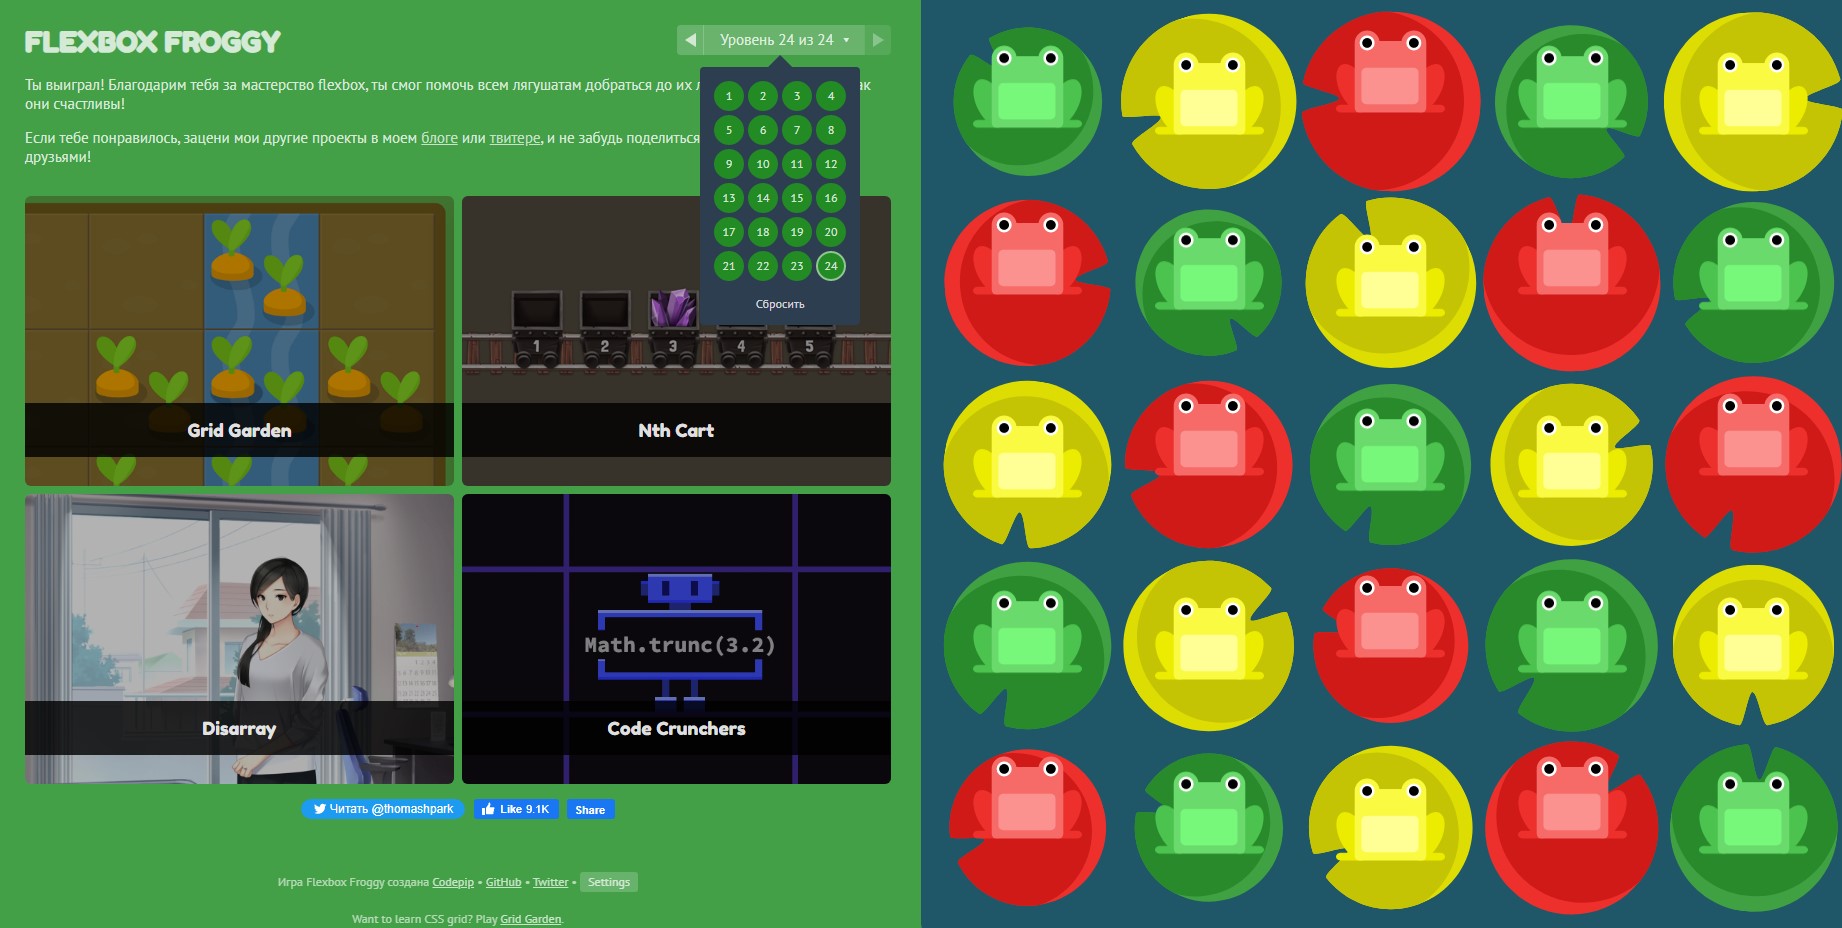 FLEXBOX FROGGY
Уровень 24 из 24
Ты выиграл! Благодарим тебя за мастерство flexbox, ты смог помочь всем лягушатам добраться до их
они счастливы!
Если тебе понравилось, зацени мои другие проекты в моем блоге или твитере, и не забудь поделиться
друзьями!
1 2 3 4
5 6 7 8
9 10 11 12
13 14 15 16
17 18 19 20
21 22 23 24
Сбросить
1 2 3 4 5
Grid Garden
Nth Cart
Math.trunc(3.2)
Disarray
Code Crunchers
Читать @thomashpark
Like 9.1K
Share
Игра Flexbox Froggy создана Codepip • GitHub • Twitter • Settings
Want to learn CSS grid? Play Grid Garden.